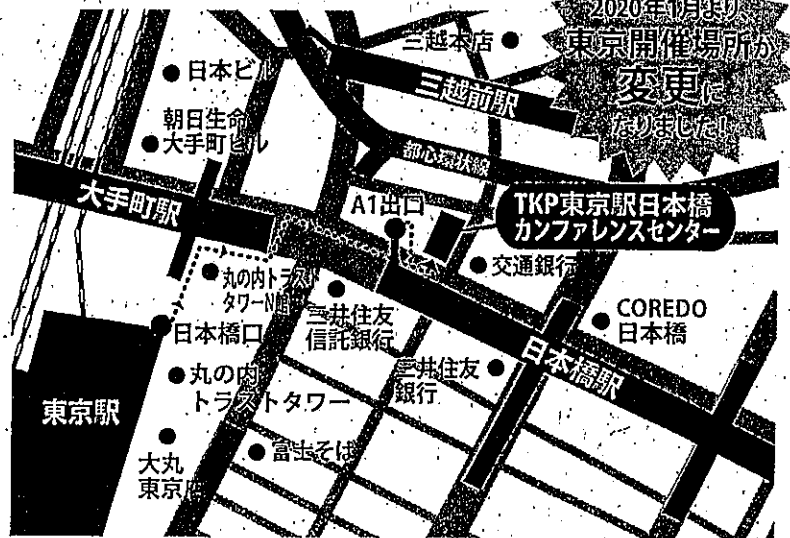 2020年1月より、
東京開催場所が
変更に
なりました!
三越本店
日本ビル
三越前駅
朝日生命
大手町ビル
都心環状線
大手町駅
A1出口
TKP東京駅日本橋
カンファレンスセンター
交通銀行
丸の内トラスト
タワーN館
三井住友
信託銀行
COREDO
日本橋
日本橋口
日本橋駅
三井住友
銀行
丸の内
トラストタワー
東京駅
富士そば
大丸
東京店